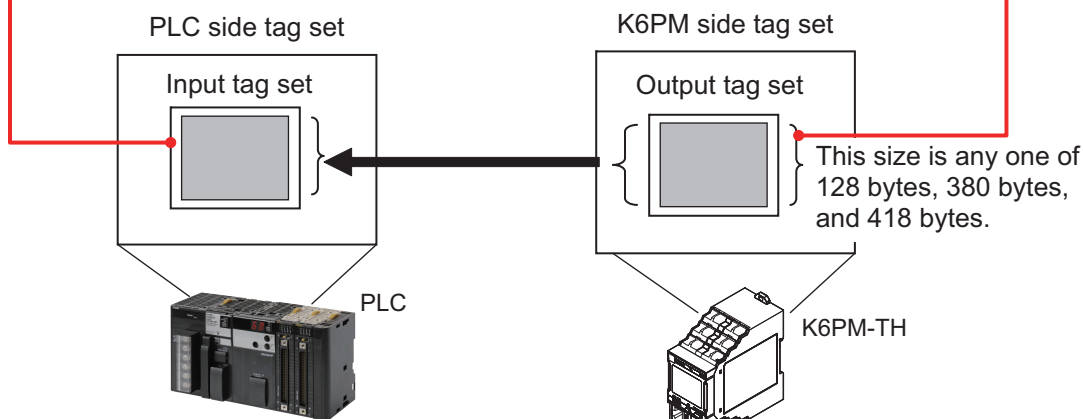 PLC side tag set
K6PM side tag set
Input tag set
Output tag set
This size is any one of
128 bytes, 380 bytes,
and 418 bytes.
PLC
K6PM-TH